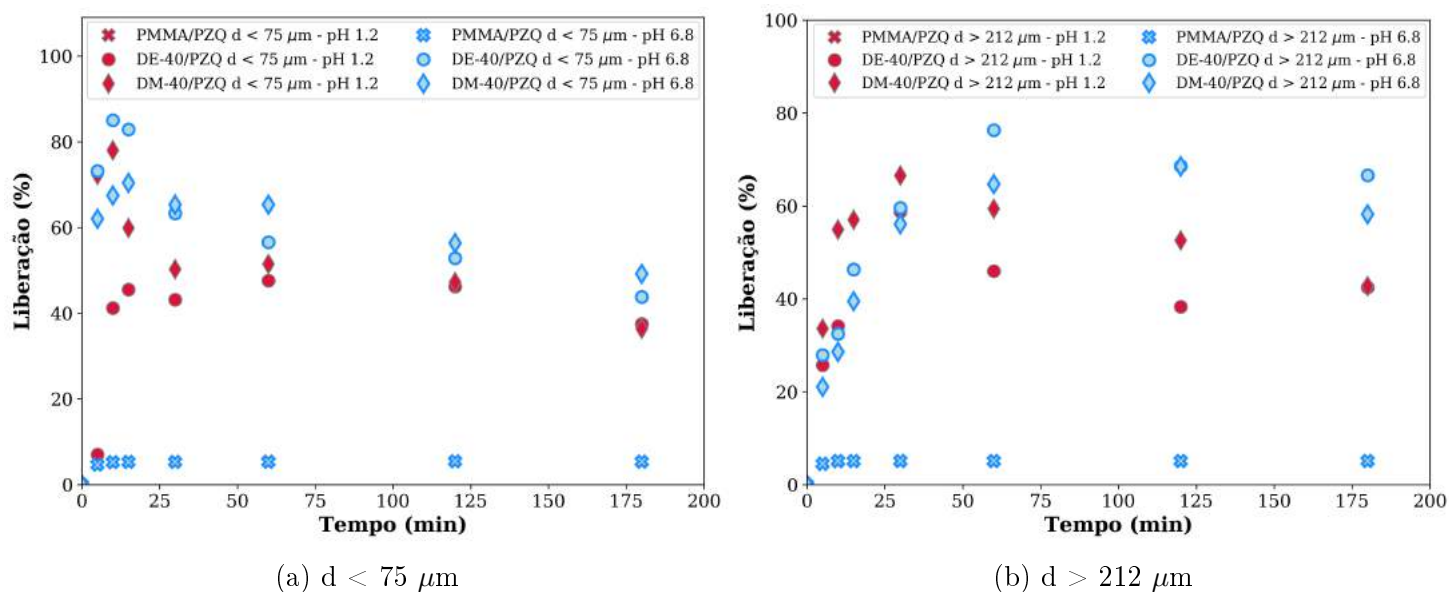 PMMA/PZQ d < 75 μm - pH 1.2
DE-40/PZQ d < 75 μm - pH 1.2
DM-40/PZQ d < 75 μm - pH 1.2
PMMA/PZQ d < 75 μm - pH 6.8
DE-40/PZQ d < 75 μm - pH 6.8
DM-40/PZQ d < 75 μm - pH 6.8
100
80
60
40
20
0
Liberação (%)
0 25 50 75 100 125 150 175 200
Tempo (min)
(a) d < 75 μm
PMMA/PZQ d > 212 μm - pH 1.2
DE-40/PZQ d > 212 μm - pH 1.2
DM-40/PZQ d > 212 μm - pH 1.2
PMMA/PZQ d > 212 μm - pH 6.8
DE-40/PZQ d > 212 μm - pH 6.8
DM-40/PZQ d > 212 μm - pH 6.8
100
80
60
40
20
0
Liberação (%)
0 25 50 75 100 125 150 175 200
Tempo (min)
(b) d > 212 μm